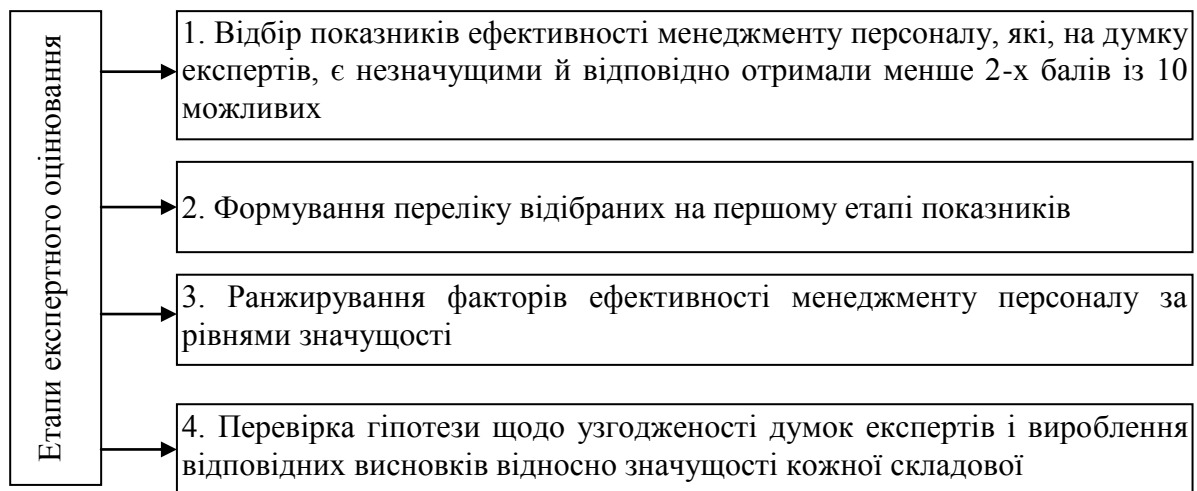 Етапи експертного оцінювання
1. Відбір показників ефективності менеджменту персоналу, які, на думку
експертів, є незначущими й відповідно отримали менше 2-х балів із 10
можливих
2. Формування переліку відібраних на першому етапі показників
3. Ранжирування факторів ефективності менеджменту персоналу за
рівнями значущості
4. Перевірка гіпотези щодо узгодженості думок експертів і вироблення
відповідних висновків відносно значущості кожної складової